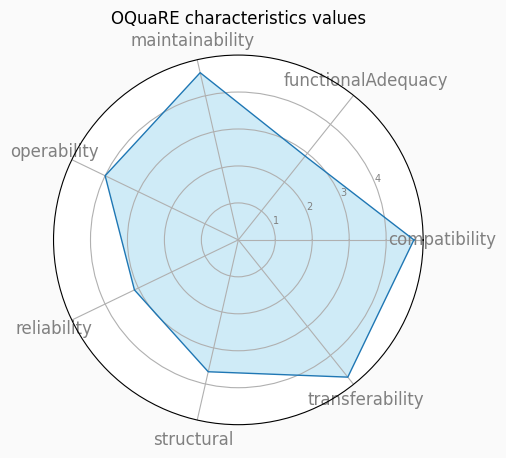 OQuaRE characteristics values
maintainability
functionalAdequacy
operability
4
3
2
1
compatibility
reliability
transferability
structural